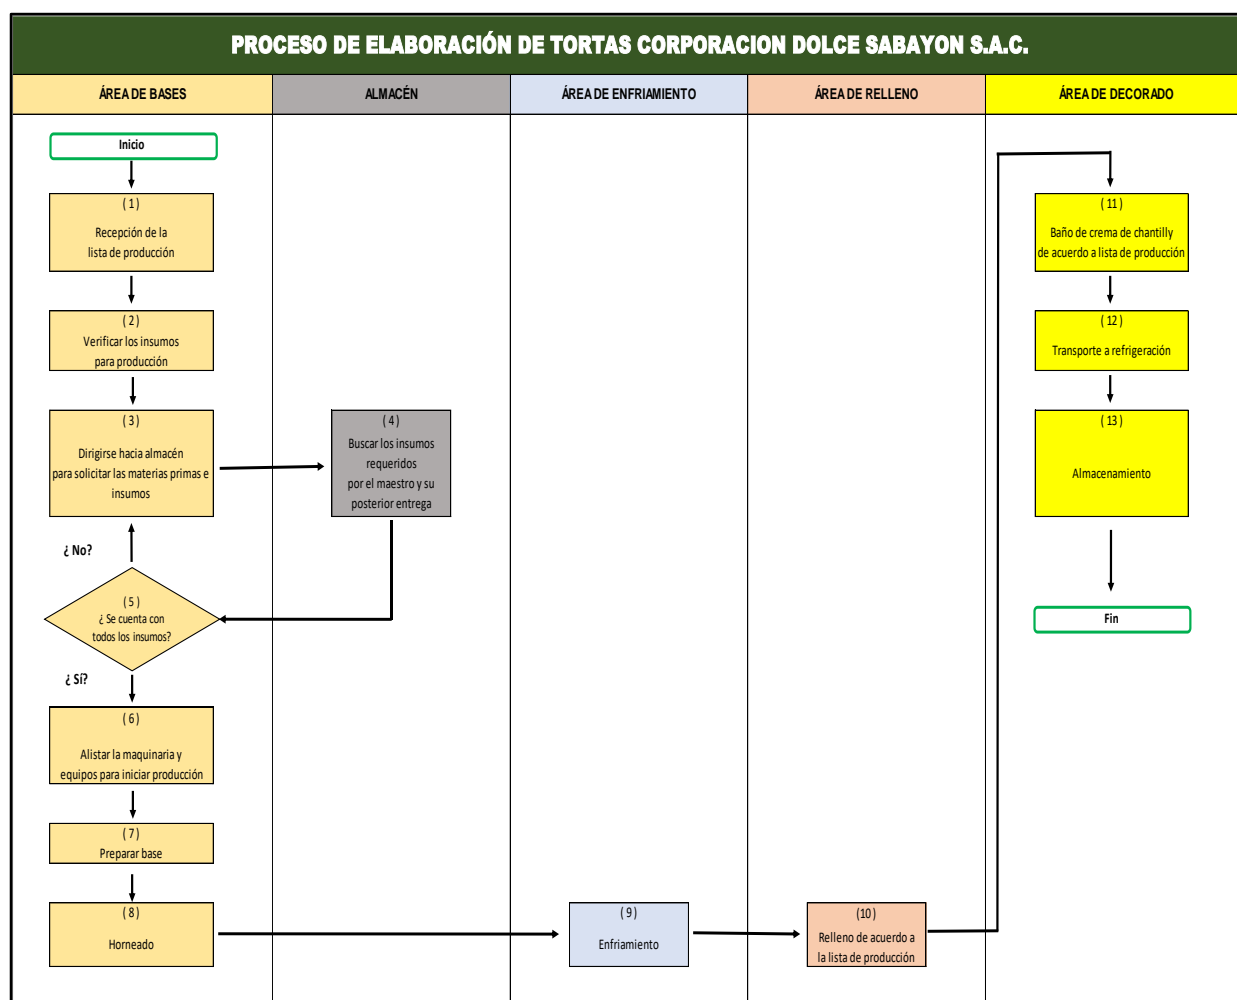 PROCESO DE ELABORACIÓN DE TORTAS CORPORACION DOLCE SABAYON S.A.C.
ÁREA DE BASES
ALMACÉN
ÁREA DE ENFRIAMIENTO
ÁREA DE RELLENO
ÁREA DE DECORADO
Inicio
( 1 )
Recepción de la
lista de producción
( 2 )
Verificar los insumos
para producción
( 3 )
Dirigirse hacia almacén
para solicitar las materias primas e
insumos
( 4 )
Buscar los insumos
requeridos
por el maestro y su
posterior entrega
¿ No?
( 5 )
¿ Se cuenta con
todos los insumos?
¿ Sí?
( 6 )
Alistar la maquinaria y
equipos para iniciar producción
( 7 )
Preparar base
( 8 )
Horneado
( 9 )
Enfriamiento
(10 )
Relleno de acuerdo a
la lista de producción
( 11 )
Baño de crema de chantilly
de acuerdo a lista de producción
( 12 )
Transporte a refrigeración
( 13 )
Almacenamiento
Fin